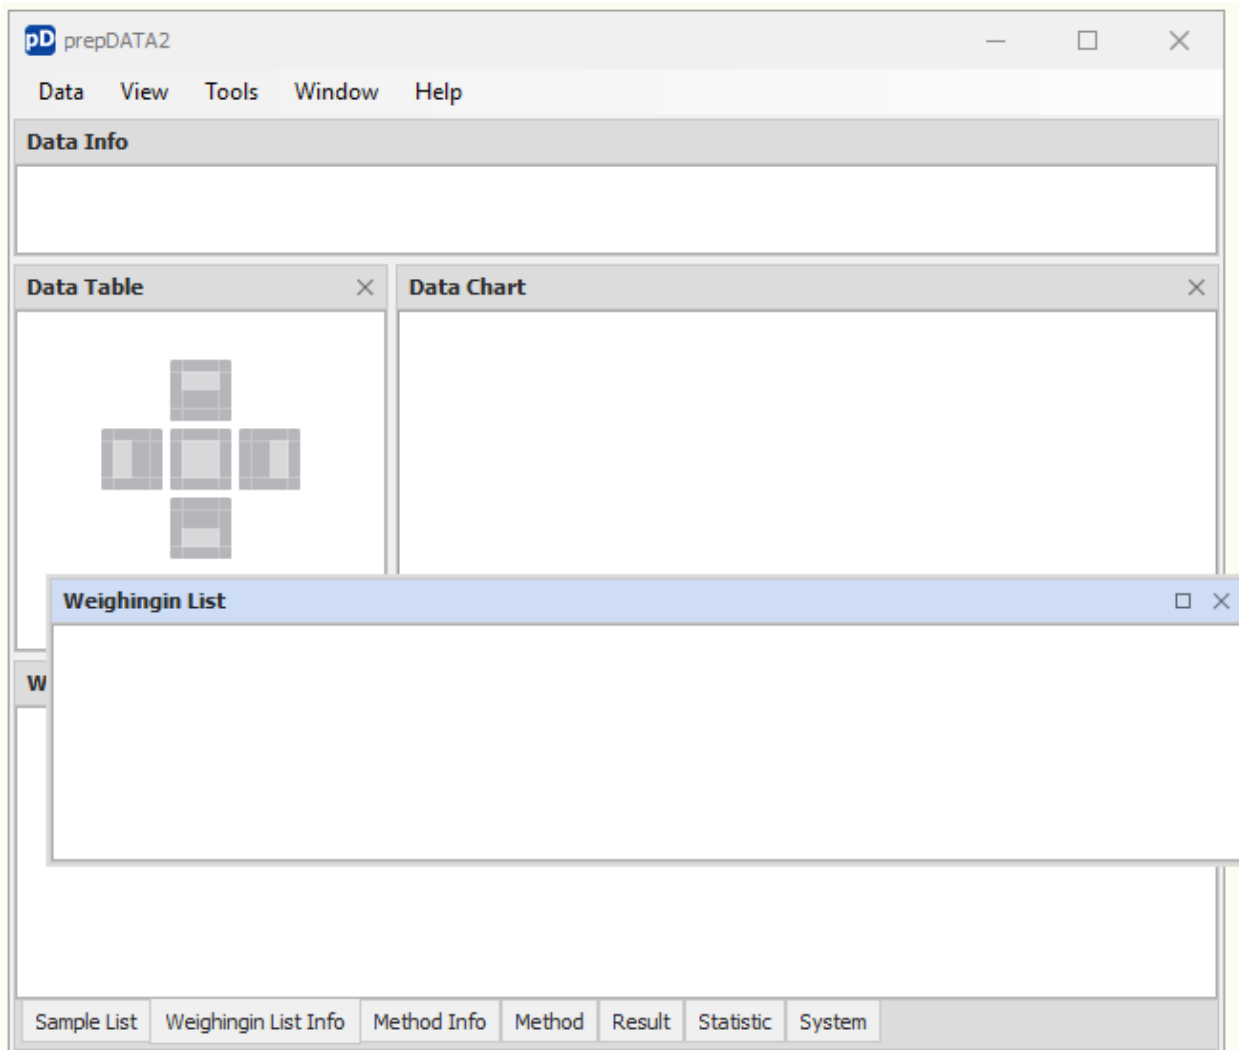 pD prepDATA2
Data View Tools Window Help
Data Info
Data Table Data Chart
Weighingin List
W
Sample List Weighingin List Info Method Info Method Result Statistic System